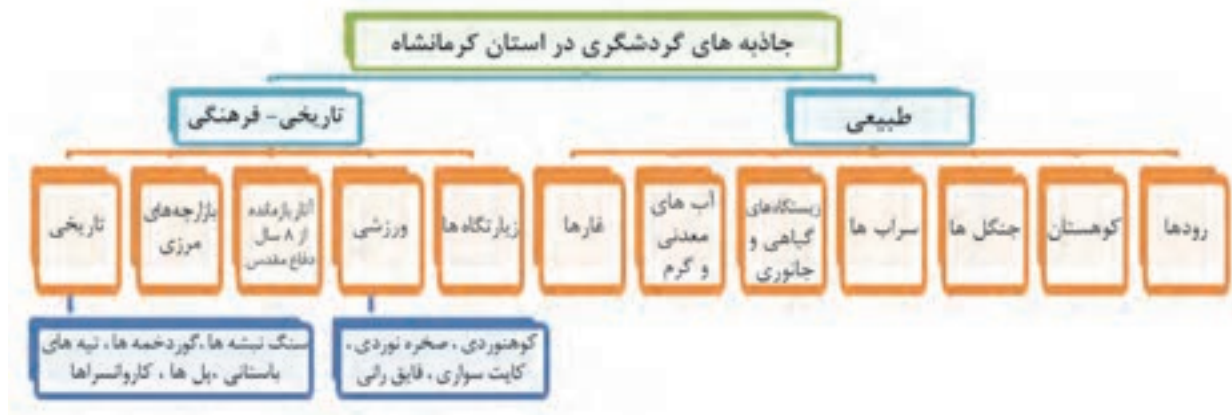 جاذبه های گردشگری در استان کرمانشاه
طبیعی
تاریخی- فرهنگی
رودها
کوهستان
جنگل ها
سراب ها
زیستگاه‌های
گیاهی و
جانوری
آب های
معدنی
و گرم
غارها
زیارتگاه‌ها
ورزشی
آثار بازمانده
از ۸ سال
دفاع مقدس
بازارچه‌های
مرزی
تاریخی
کوهنوردی ، صخره نوردی ،
کایت سواری ، قایق رانی
سنگ نبشته ها، گوردخمه ها، تپه های
باستانی ، پل ها ، کاروانسراها